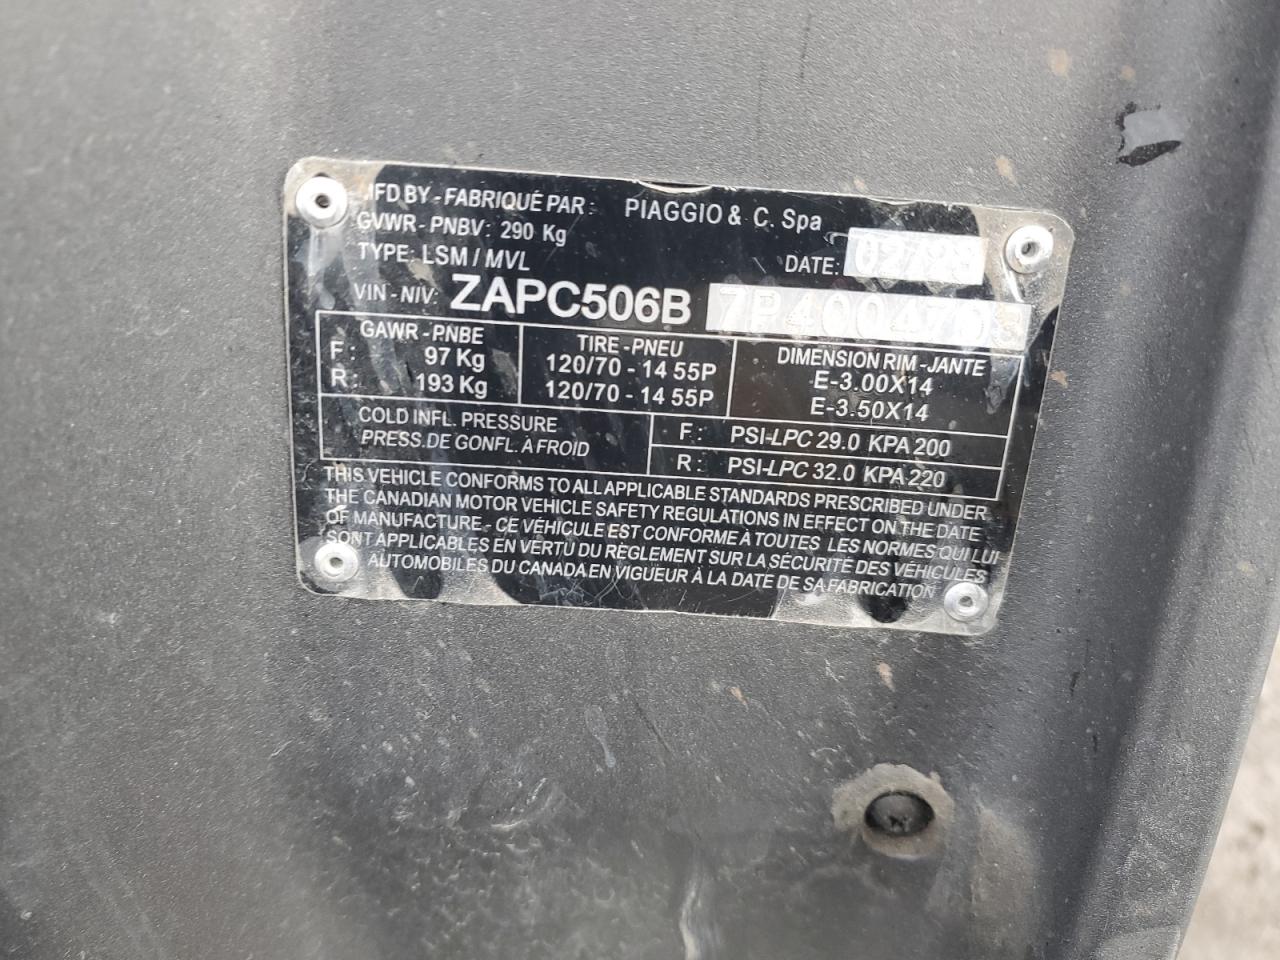 MFD BY - FABRIQUÉ PAR: PIAGGIO & C. Spa
GVWR - PNBV: 290 Kg
TYPE: LSM / MVL
DATE: 02/23
VIN - NIV: ZAPC506B 7P4004703
GAWR - PNBE
F: 97 Kg
R: 193 Kg
TIRE - PNEU
120/70 - 14 55P
120/70 - 14 55P
DIMENSION RIM - JANTE
E-3.00X14
E-3.50X14
COLD INFL. PRESSURE
PRESS.DE GONFL. À FROID
F: PSI-LPC 29.0 KPA 200
R: PSI-LPC 32.0 KPA 220
THIS VEHICLE CONFORMS TO ALL APPLICABLE STANDARDS PRESCRIBED UNDER
THE CANADIAN MOTOR VEHICLE SAFETY REGULATIONS IN EFFECT ON THE DATE
OF MANUFACTURE - CE VÉHICULE EST CONFORME À TOUTES LES NORMES QUI LUI
SONT APPLICABLES EN VERTU DU RÈGLEMENT SUR LA SÉCURITÉ DES VÉHICULES
AUTOMOBILES DU CANADA EN VIGUEUR À LA DATE DE SA FABRICATION